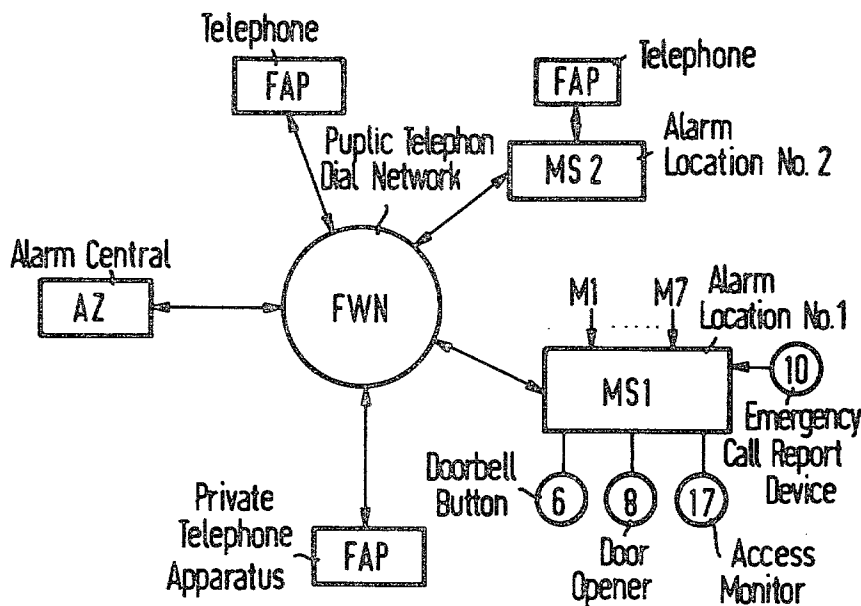 Telephone
FAP
Telephone
FAP
Puplic Telephon
Dial Network
MS2
Alarm
Location No. 2
Alarm Central
AZ
FWN
M1
.....
M7
Alarm
Location No.1
MS1
10
Emergency
Call Report
Device
Doorbell
Button
6
8
17
Door
Opener
Access
Monitor
Private
Telephone
Apparatus
FAP